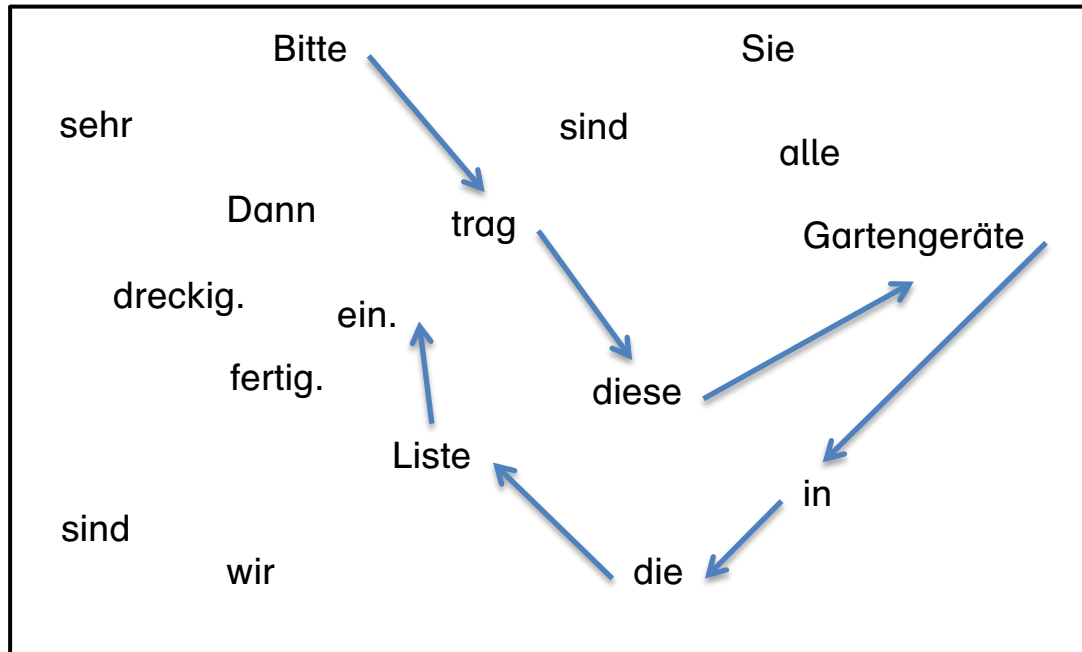 Bitte Sie
sehr sind
alle
Dann trag
Gartengeräte
dreckig. ein.
fertig. diese
Liste
in
sind
wir die